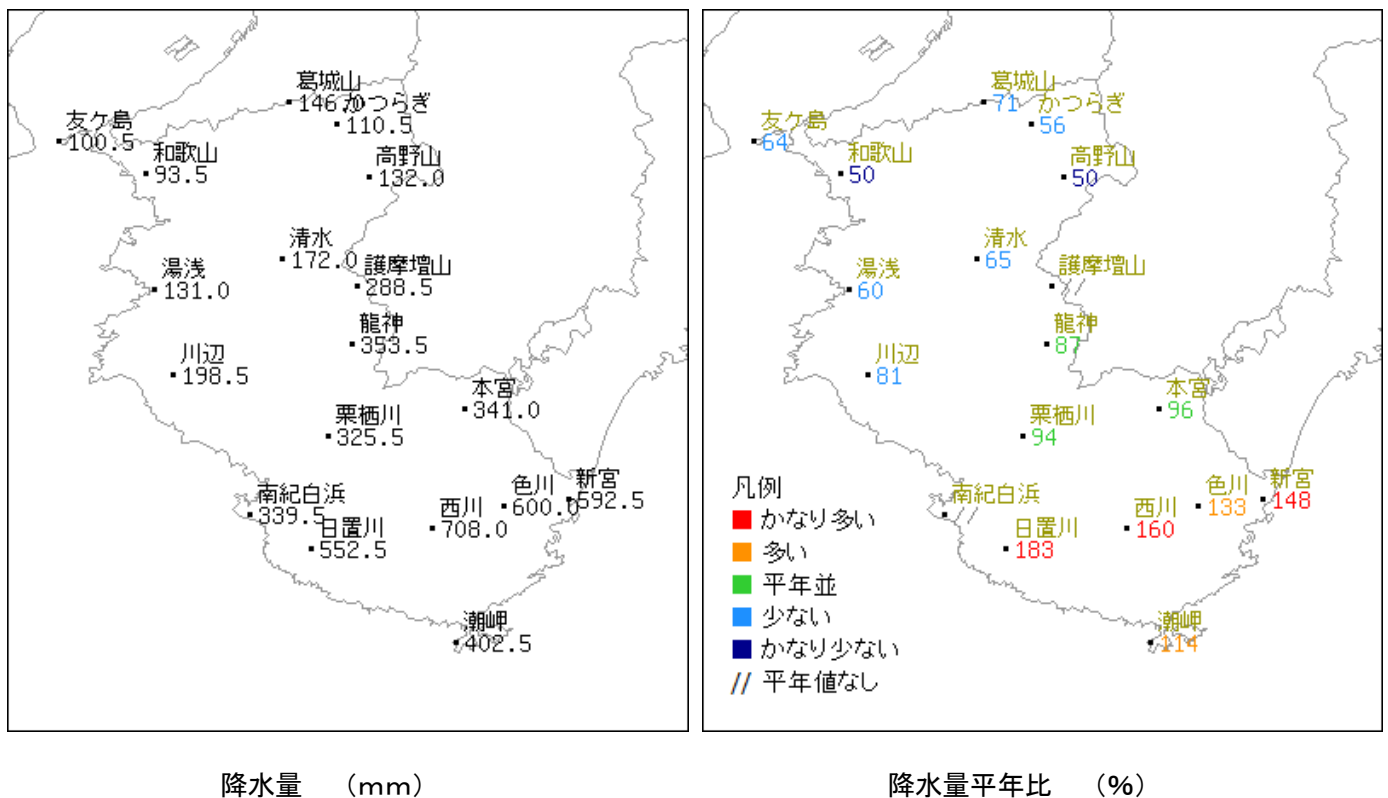 葛城山
146.0
かつらぎ
110.5
友ケ島
100.5
和歌山
93.5
高野山
132.0
清水
172.0
護摩壇山
288.5
湯浅
131.0
龍神
353.5
川辺
198.5
本宮
341.0
栗栖川
325.5
新宮
592.5
色川
600.0
南紀白浜
339.5
西川
708.0
日置川
552.5
潮岬
402.5
降水量 (mm)
葛城山
71
かつらぎ
56
友ケ島
64
和歌山
50
高野山
50
清水
65
護摩壇山
//
湯浅
60
龍神
87
川辺
81
本宮
96
栗栖川
94
新宮
148
色川
133
南紀白浜
//
西川
160
日置川
183
潮岬
114
凡例
かなり多い
多い
平年並
少ない
かなり少ない
// 平年値なし
降水量平年比 (%)